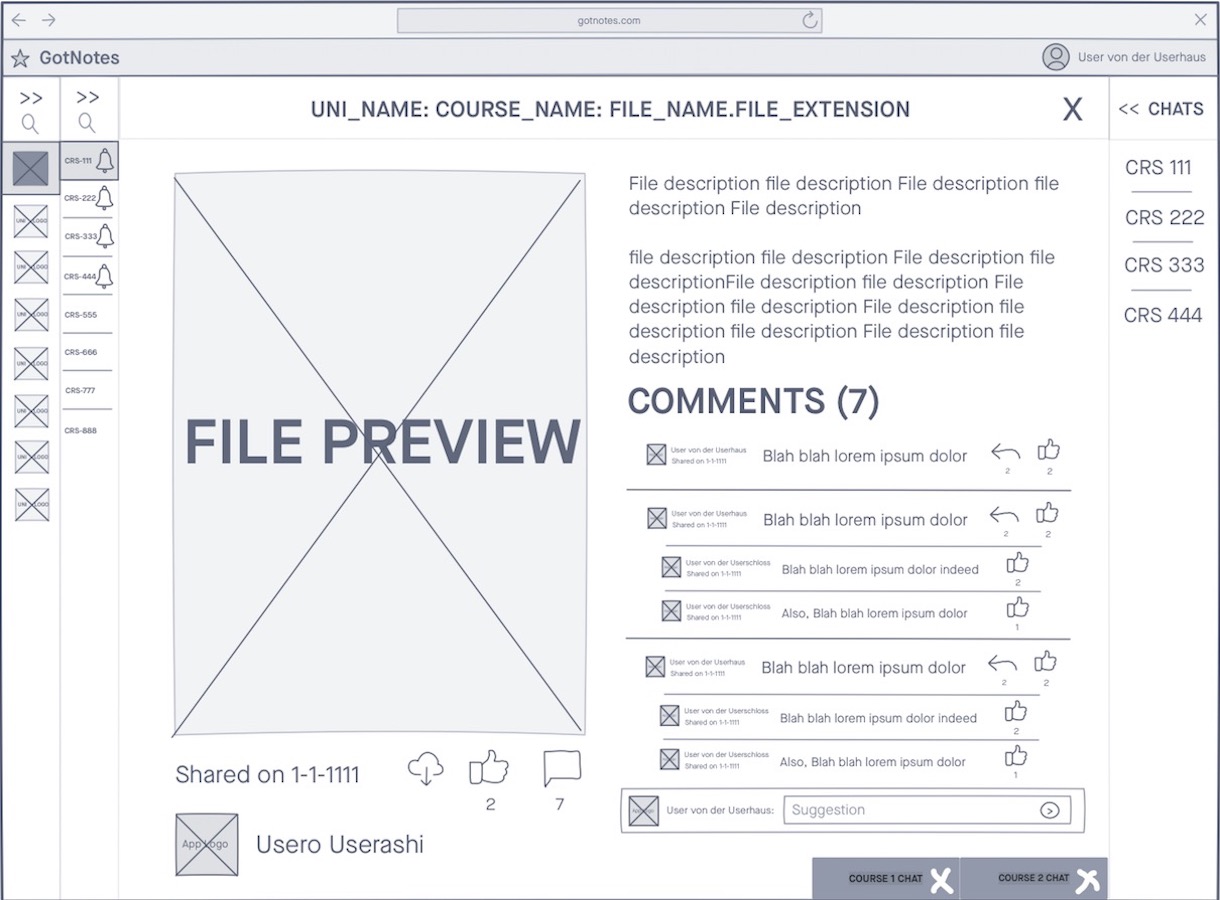 gotnotes.com
GotNotes
User von der Userhaus
>>
>>
UNI_NAME: COURSE_NAME: FILE_NAME.FILE_EXTENSION
X
<< CHATS
CRS-111
CRS-222
CRS-333
CRS-444
CRS-555
CRS-666
CRS-777
CRS-888
UNI LOGO
UNI LOGO
UNI LOGO
UNI LOGO
UNI LOGO
UNI LOGO
UNI LOGO
FILE PREVIEW
Shared on 1-1-1111
2
7
App Logo
Usero Userashi
File description file description File description file
description File description
file description file description File description file
descriptionFile description file description File
description file description File description file
description file description File description file
description
COMMENTS (7)
User von der Userhaus
Shared on 1-1-1111
Blah blah lorem ipsum dolor
2
2
User von der Userhaus
Shared on 1-1-1111
Blah blah lorem ipsum dolor
2
2
User von der Userschloss
Shared on 1-1-1111
Blah blah lorem ipsum dolor indeed
2
User von der Userschloss
Shared on 1-1-1111
Also, Blah blah lorem ipsum dolor
1
User von der Userhaus
Shared on 1-1-1111
Blah blah lorem ipsum dolor
2
2
User von der Userschloss
Shared on 1-1-1111
Blah blah lorem ipsum dolor indeed
2
User von der Userschloss
Shared on 1-1-1111
Also, Blah blah lorem ipsum dolor
1
User von der Userhaus:
Suggestion
CRS 111
CRS 222
CRS 333
CRS 444
COURSE 1 CHAT
COURSE 2 CHAT